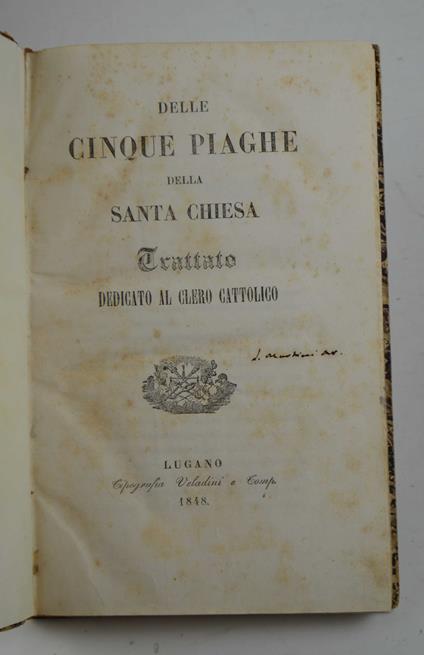 DELLE
CINQUE PIAGHE
DELLA
SANTA CHIESA
Trattato
DEDICATO AL CLERO CATTOLICO
LUGANO
Tipografia Veladini e Comp.
1848.